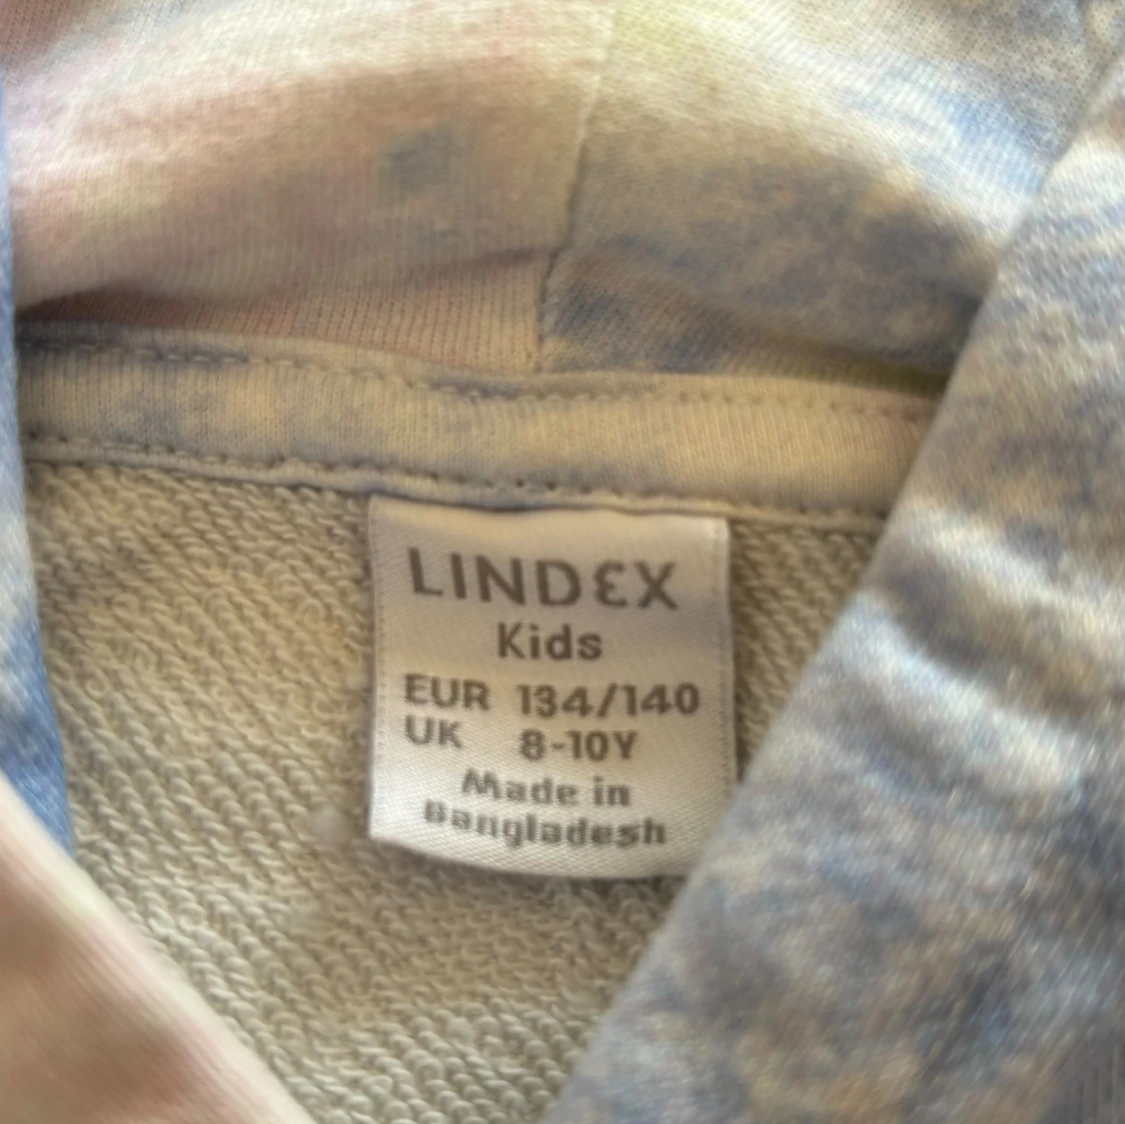 LINDEX
Kids
EUR 134/140
UK 8-10Y
Made in
Bangladesh